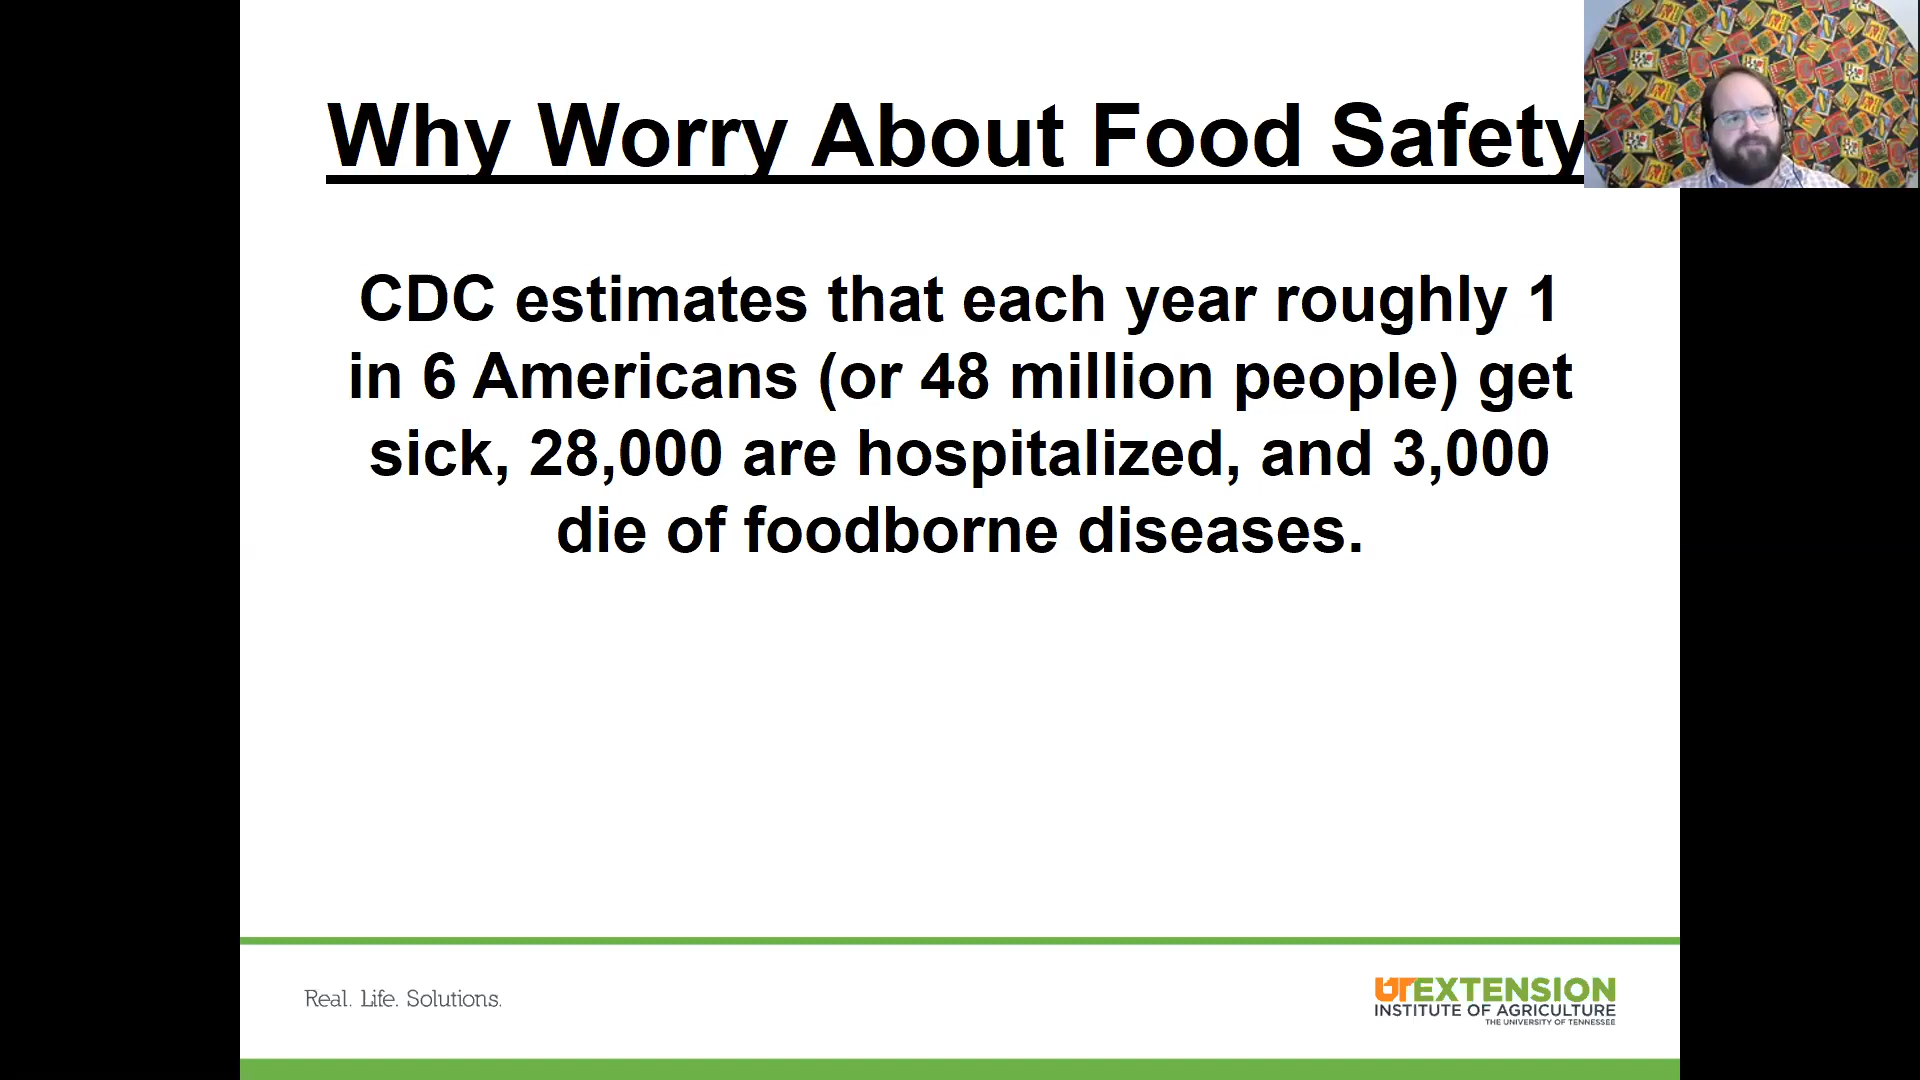 Why Worry About Food Safety
CDC estimates that each year roughly 1
in 6 Americans (or 48 million people) get
sick, 28,000 are hospitalized, and 3,000
die of foodborne diseases.
Real. Life. Solutions.
UT EXTENSION
INSTITUTE OF AGRICULTURE
THE UNIVERSITY OF TENNESSEE